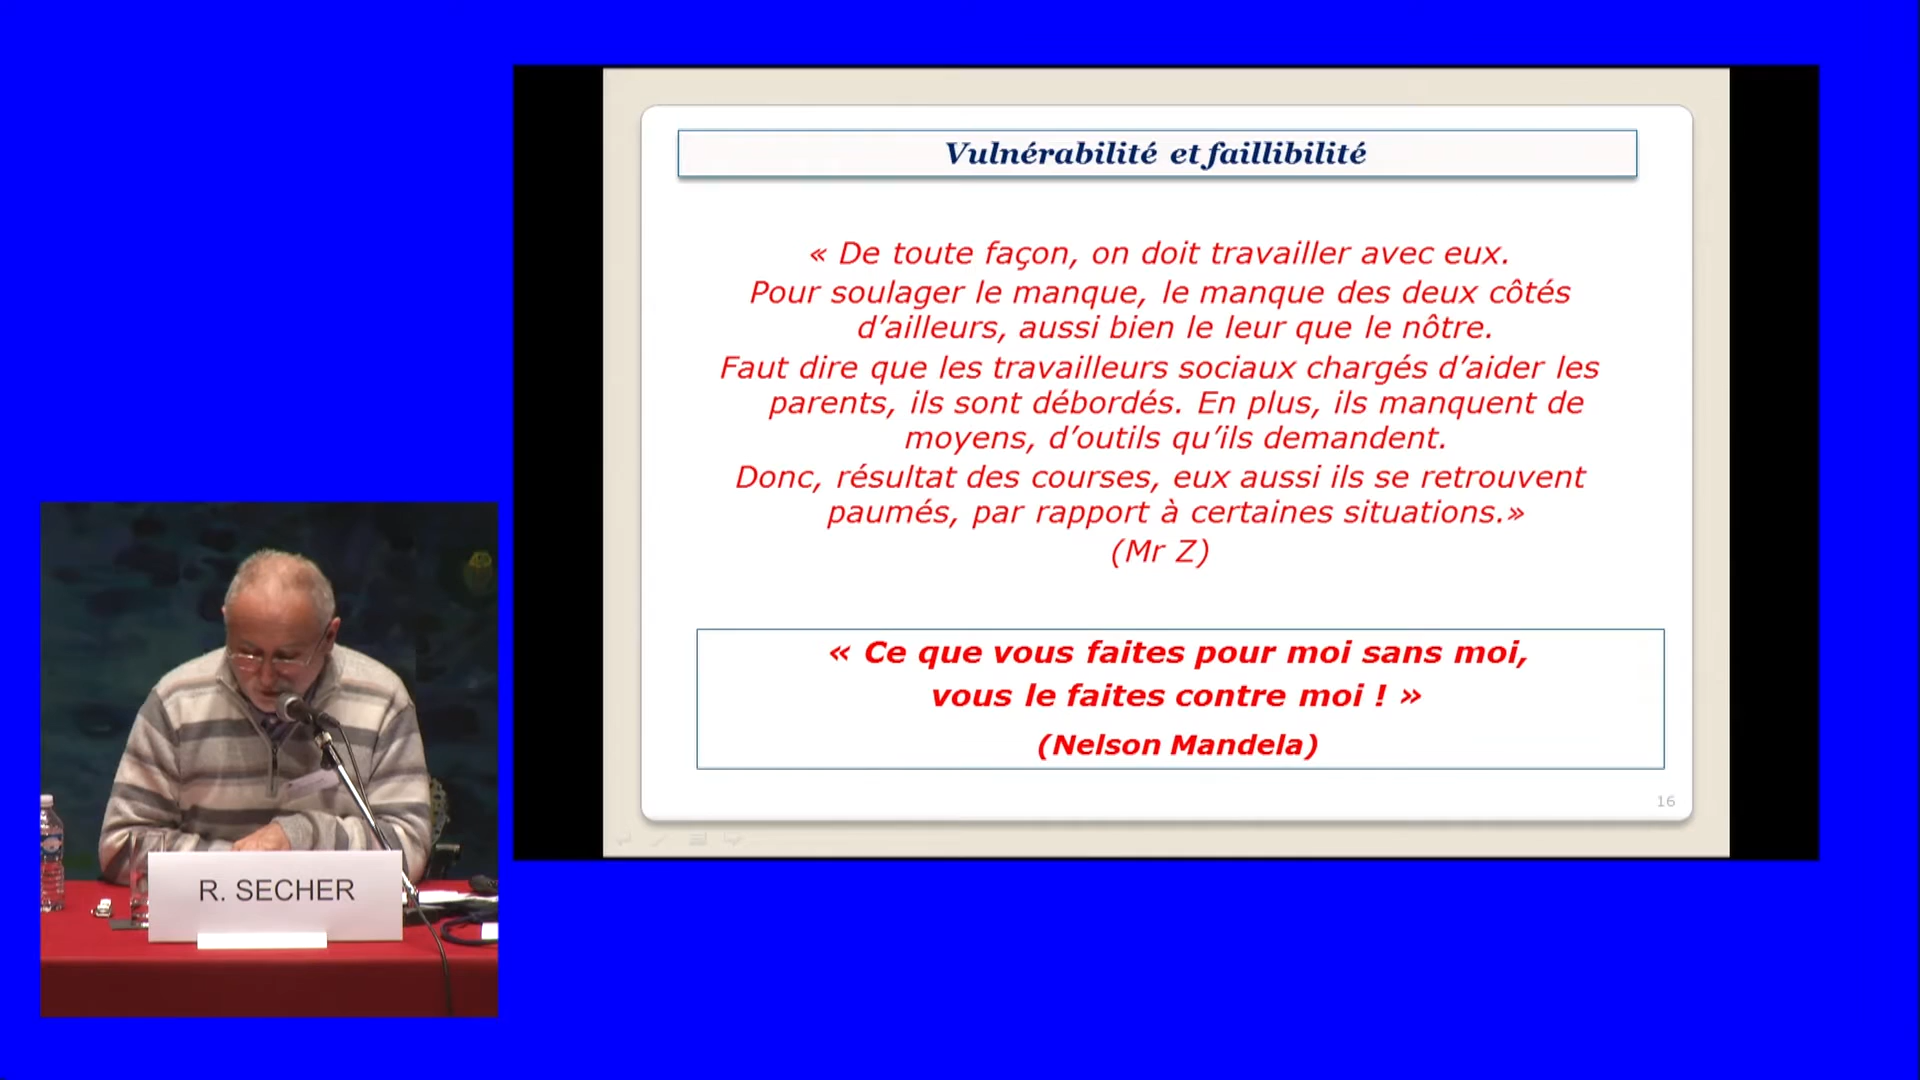 Vulnérabilité et faillibilité
« De toute façon, on doit travailler avec eux.
Pour soulager le manque, le manque des deux côtés
d’ailleurs, aussi bien le leur que le nôtre.
Faut dire que les travailleurs sociaux chargés d’aider les
parents, ils sont débordés. En plus, ils manquent de
moyens, d’outils qu’ils demandent.
Donc, résultat des courses, eux aussi ils se retrouvent
paumés, par rapport à certaines situations.»
(Mr Z)
« Ce que vous faites pour moi sans moi,
vous le faites contre moi ! »
(Nelson Mandela)
16
R. SECHER